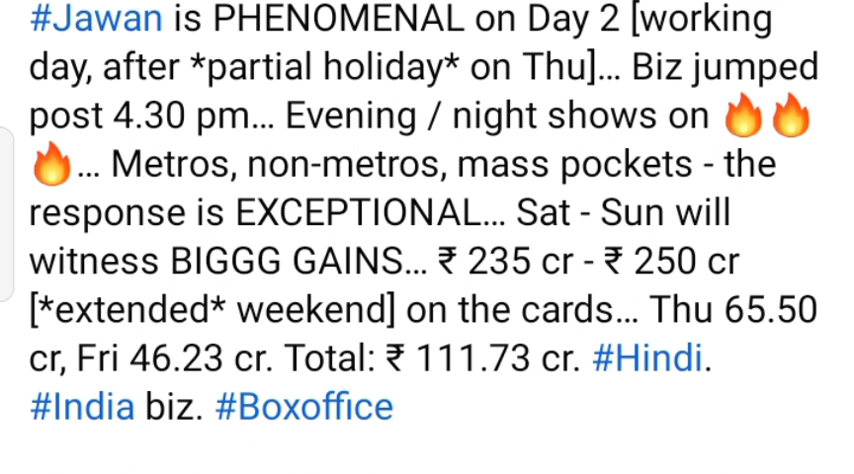 #Jawan is PHENOMENAL on Day 2 [working
day, after *partial holiday* on Thu]... Biz jumped
post 4.30 pm... Evening / night shows on 🔥🔥
🔥... Metros, non-metros, mass pockets - the
response is EXCEPTIONAL... Sat - Sun will
witness BIGGG GAINS... ₹ 235 cr - ₹ 250 cr
[*extended* weekend] on the cards... Thu 65.50
cr, Fri 46.23 cr. Total: ₹ 111.73 cr. #Hindi.
#India biz. #Boxoffice